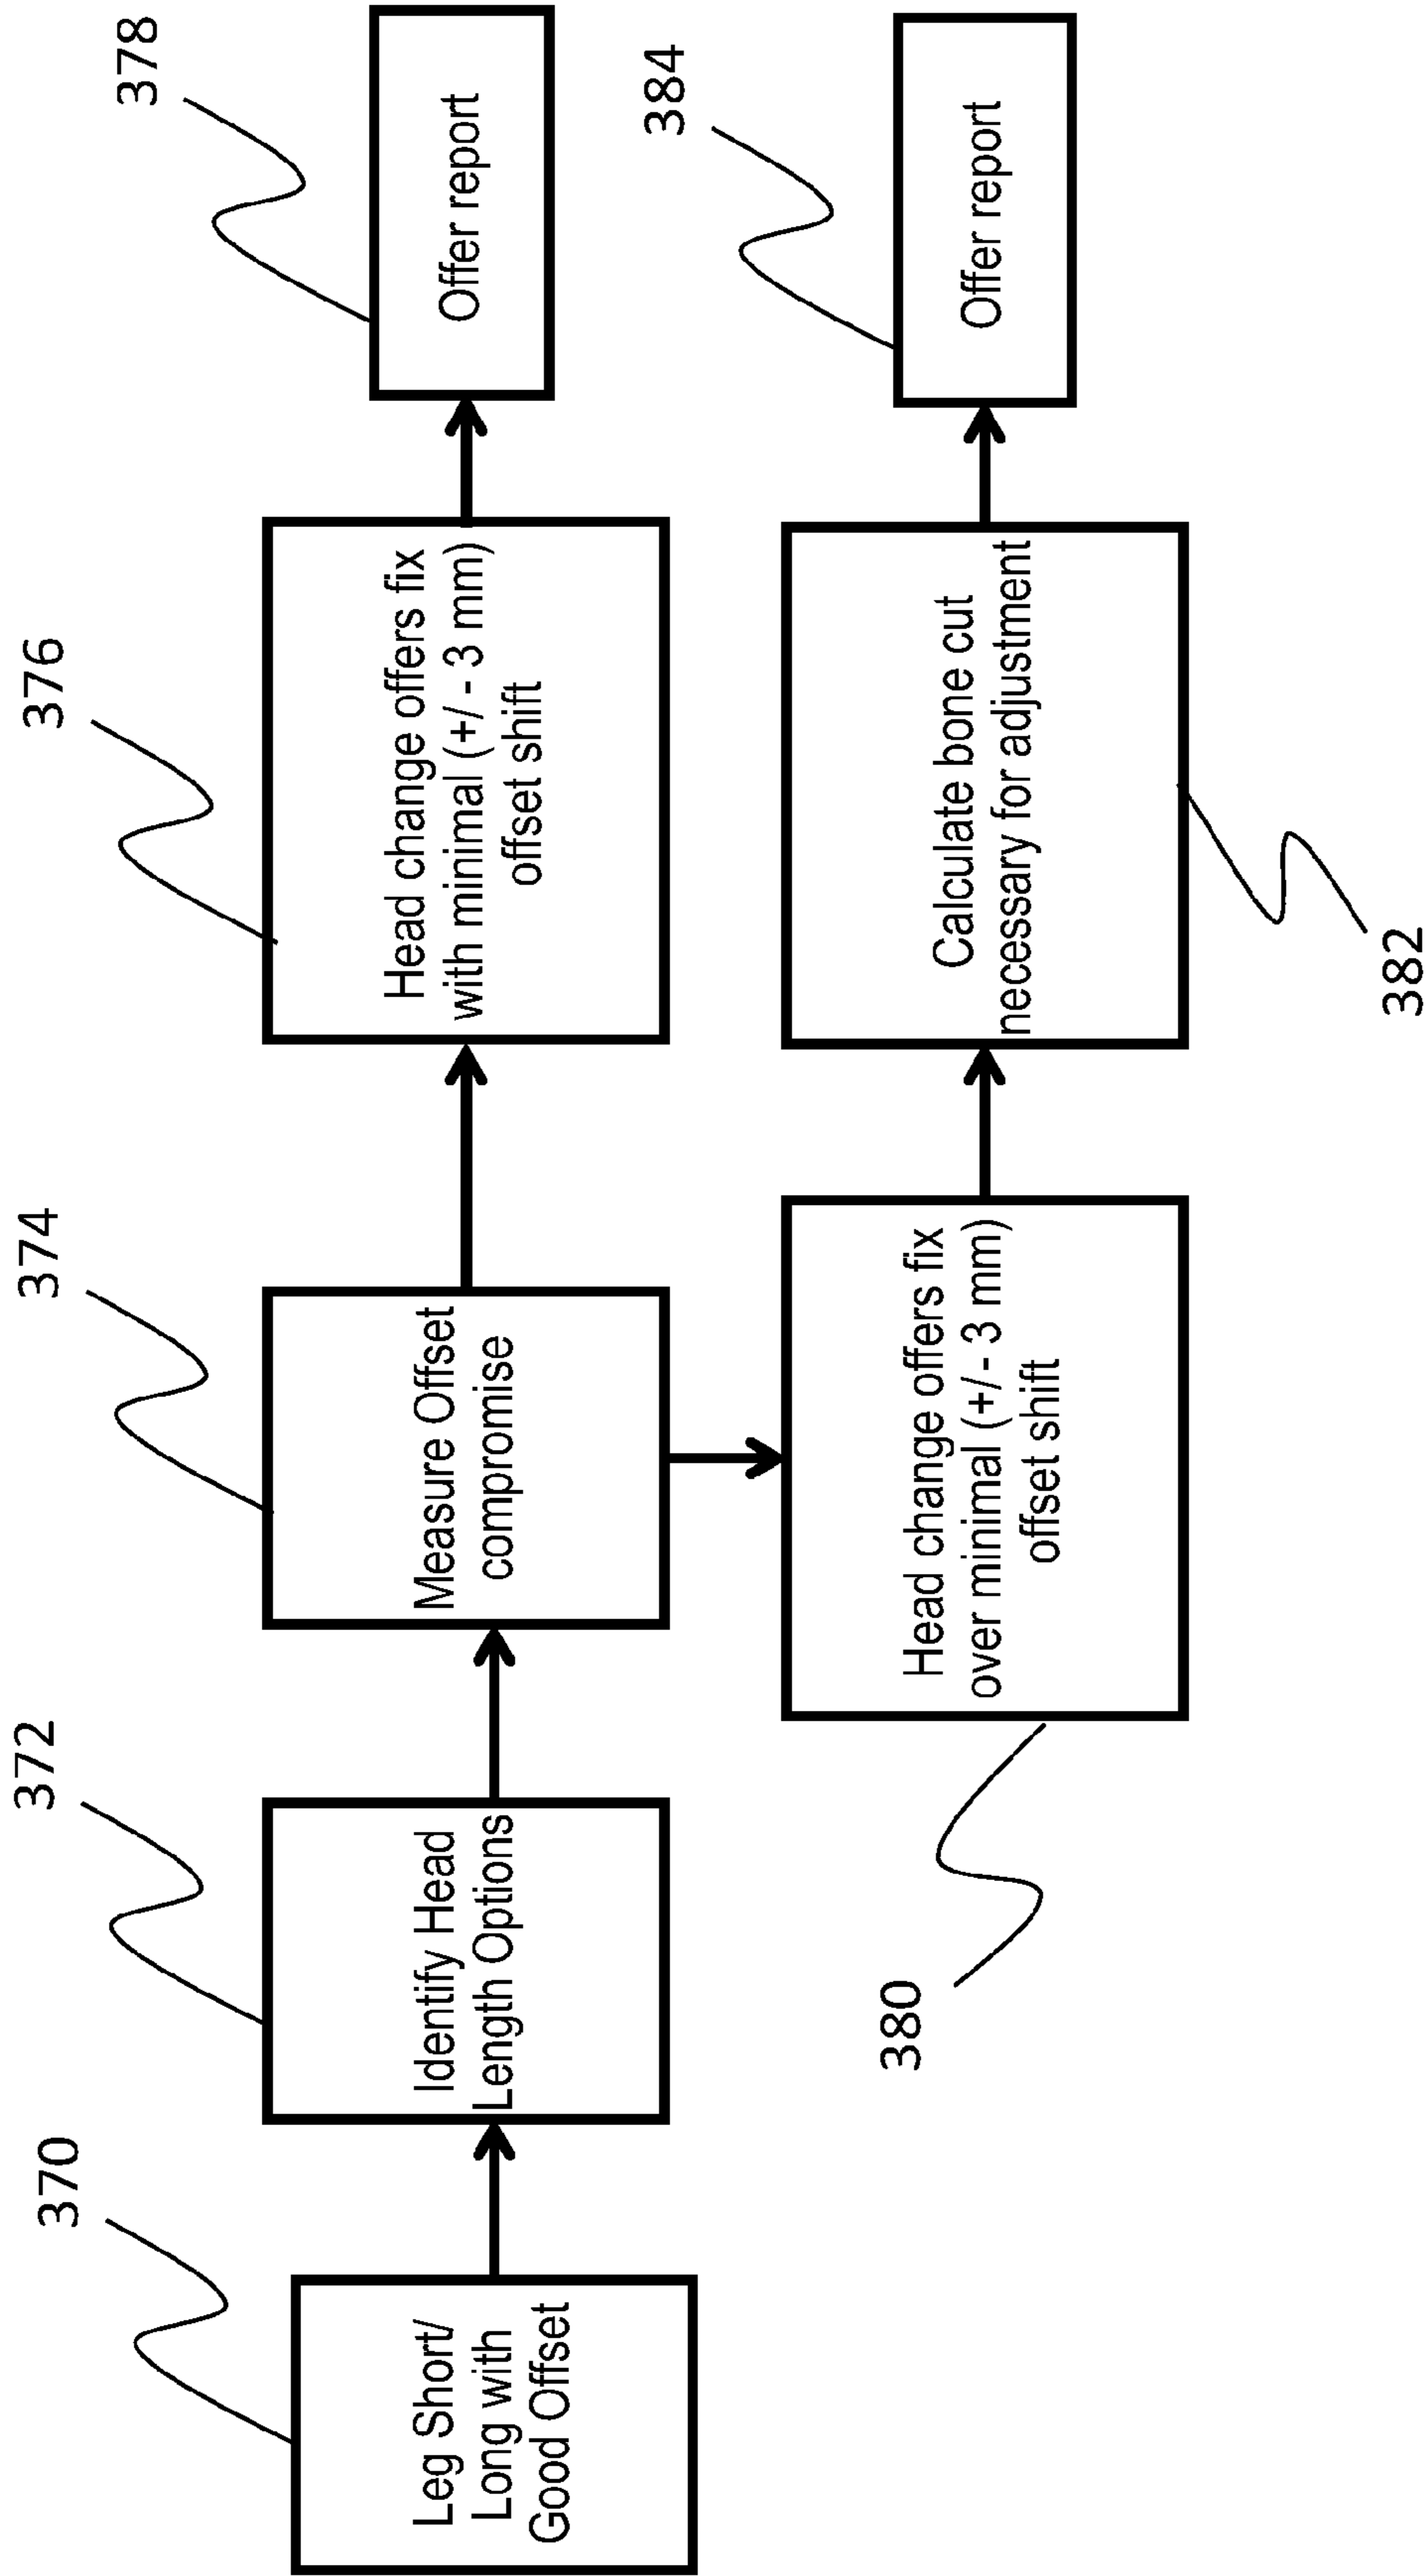 370
Leg Short/
Long with
Good Offset
372
Identify Head
Length Options
374
Measure Offset
compromise
376
Head change offers fix
with minimal (+/- 3 mm)
offset shift
378
Offer report
380
Head change offers fix
over minimal (+/- 3 mm)
offset shift
382
Calculate bone cut
necessary for adjustment
384
Offer report